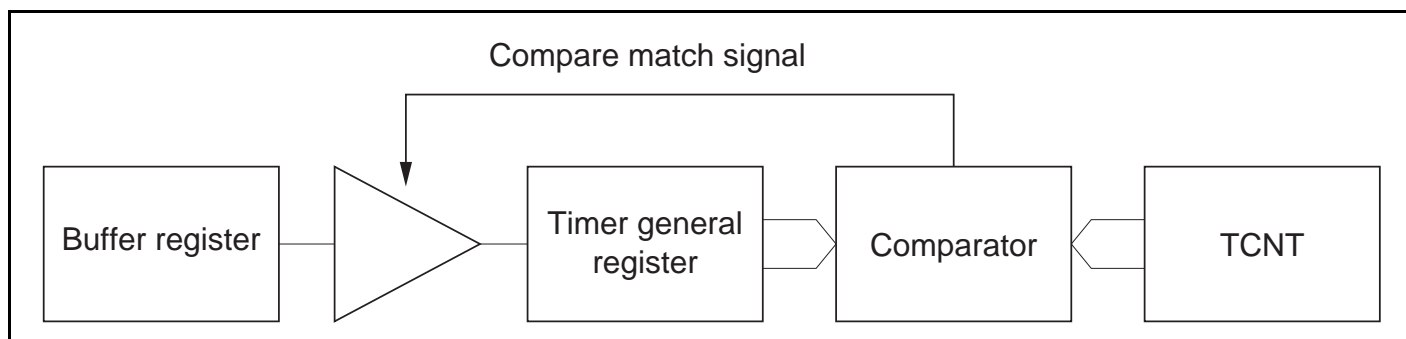 Compare match signal
Buffer register
Timer general
register
Comparator
TCNT